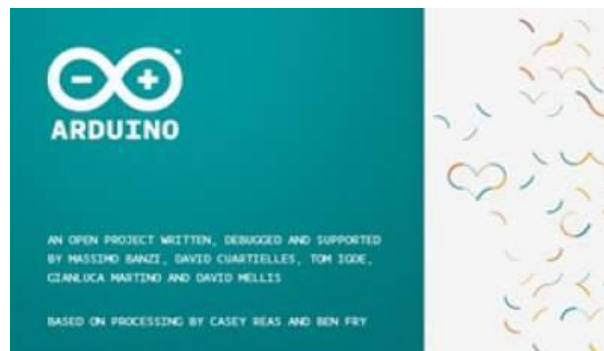 ARDUINO
AN OPEN PROJECT WRITTEN, DEBUGGED AND SUPPORTED
BY MASSIMO BANZI, DAVID CUARTIELLES, TOM IGOE,
GIANLUCA MARTINO AND DAVID MELLIS
BASED ON PROCESSING BY CASEY REAS AND BEN FRY